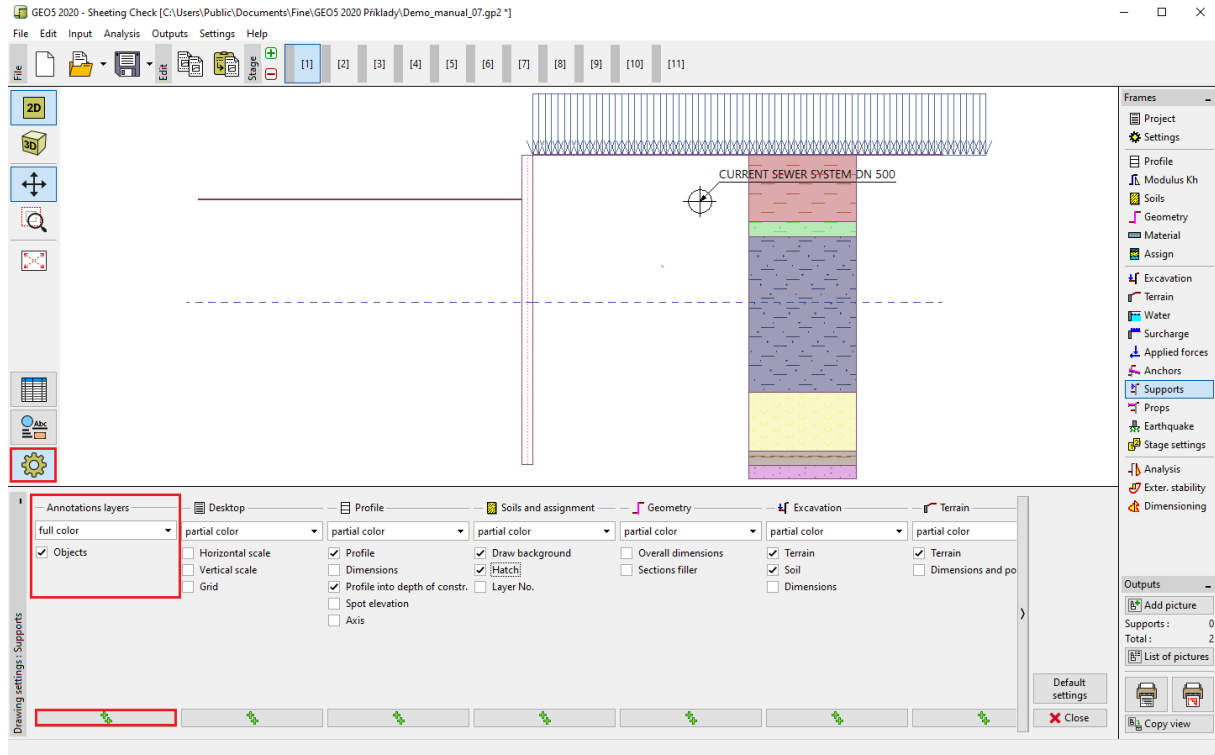 GEO5 2020 - Sheeting Check [C:\Users\Public\Documents\Fine\GEO5 2020 Příklady\Demo_manual_07.gp2 *]
File Edit Input Analysis Outputs Settings Help
File Edit Stage [1] [2] [3] [4] [5] [6] [7] [8] [9] [10] [11]
2D
3D
Abc
CURRENT SEWER SYSTEM-DN 500
Frames
Project
Settings
Profile
Modulus Kh
Soils
Geometry
Material
Assign
Excavation
Terrain
Water
Surcharge
Applied forces
Anchors
Supports
Props
Earthquake
Stage settings
Analysis
Exter. stability
Dimensioning
Outputs
Add picture
Supports : 0
Total : 2
List of pictures
Copy view
Drawing settings : Supports
Annotations layers
full color
Objects
Desktop
partial color
Horizontal scale
Vertical scale
Grid
Profile
partial color
Profile
Dimensions
Profile into depth of constr.
Spot elevation
Axis
Soils and assignment
partial color
Draw background
Hatch
Layer No.
Geometry
partial color
Overall dimensions
Sections filler
Excavation
partial color
Terrain
Soil
Dimensions
Terrain
partial color
Terrain
Dimensions and po
Default
settings
Close